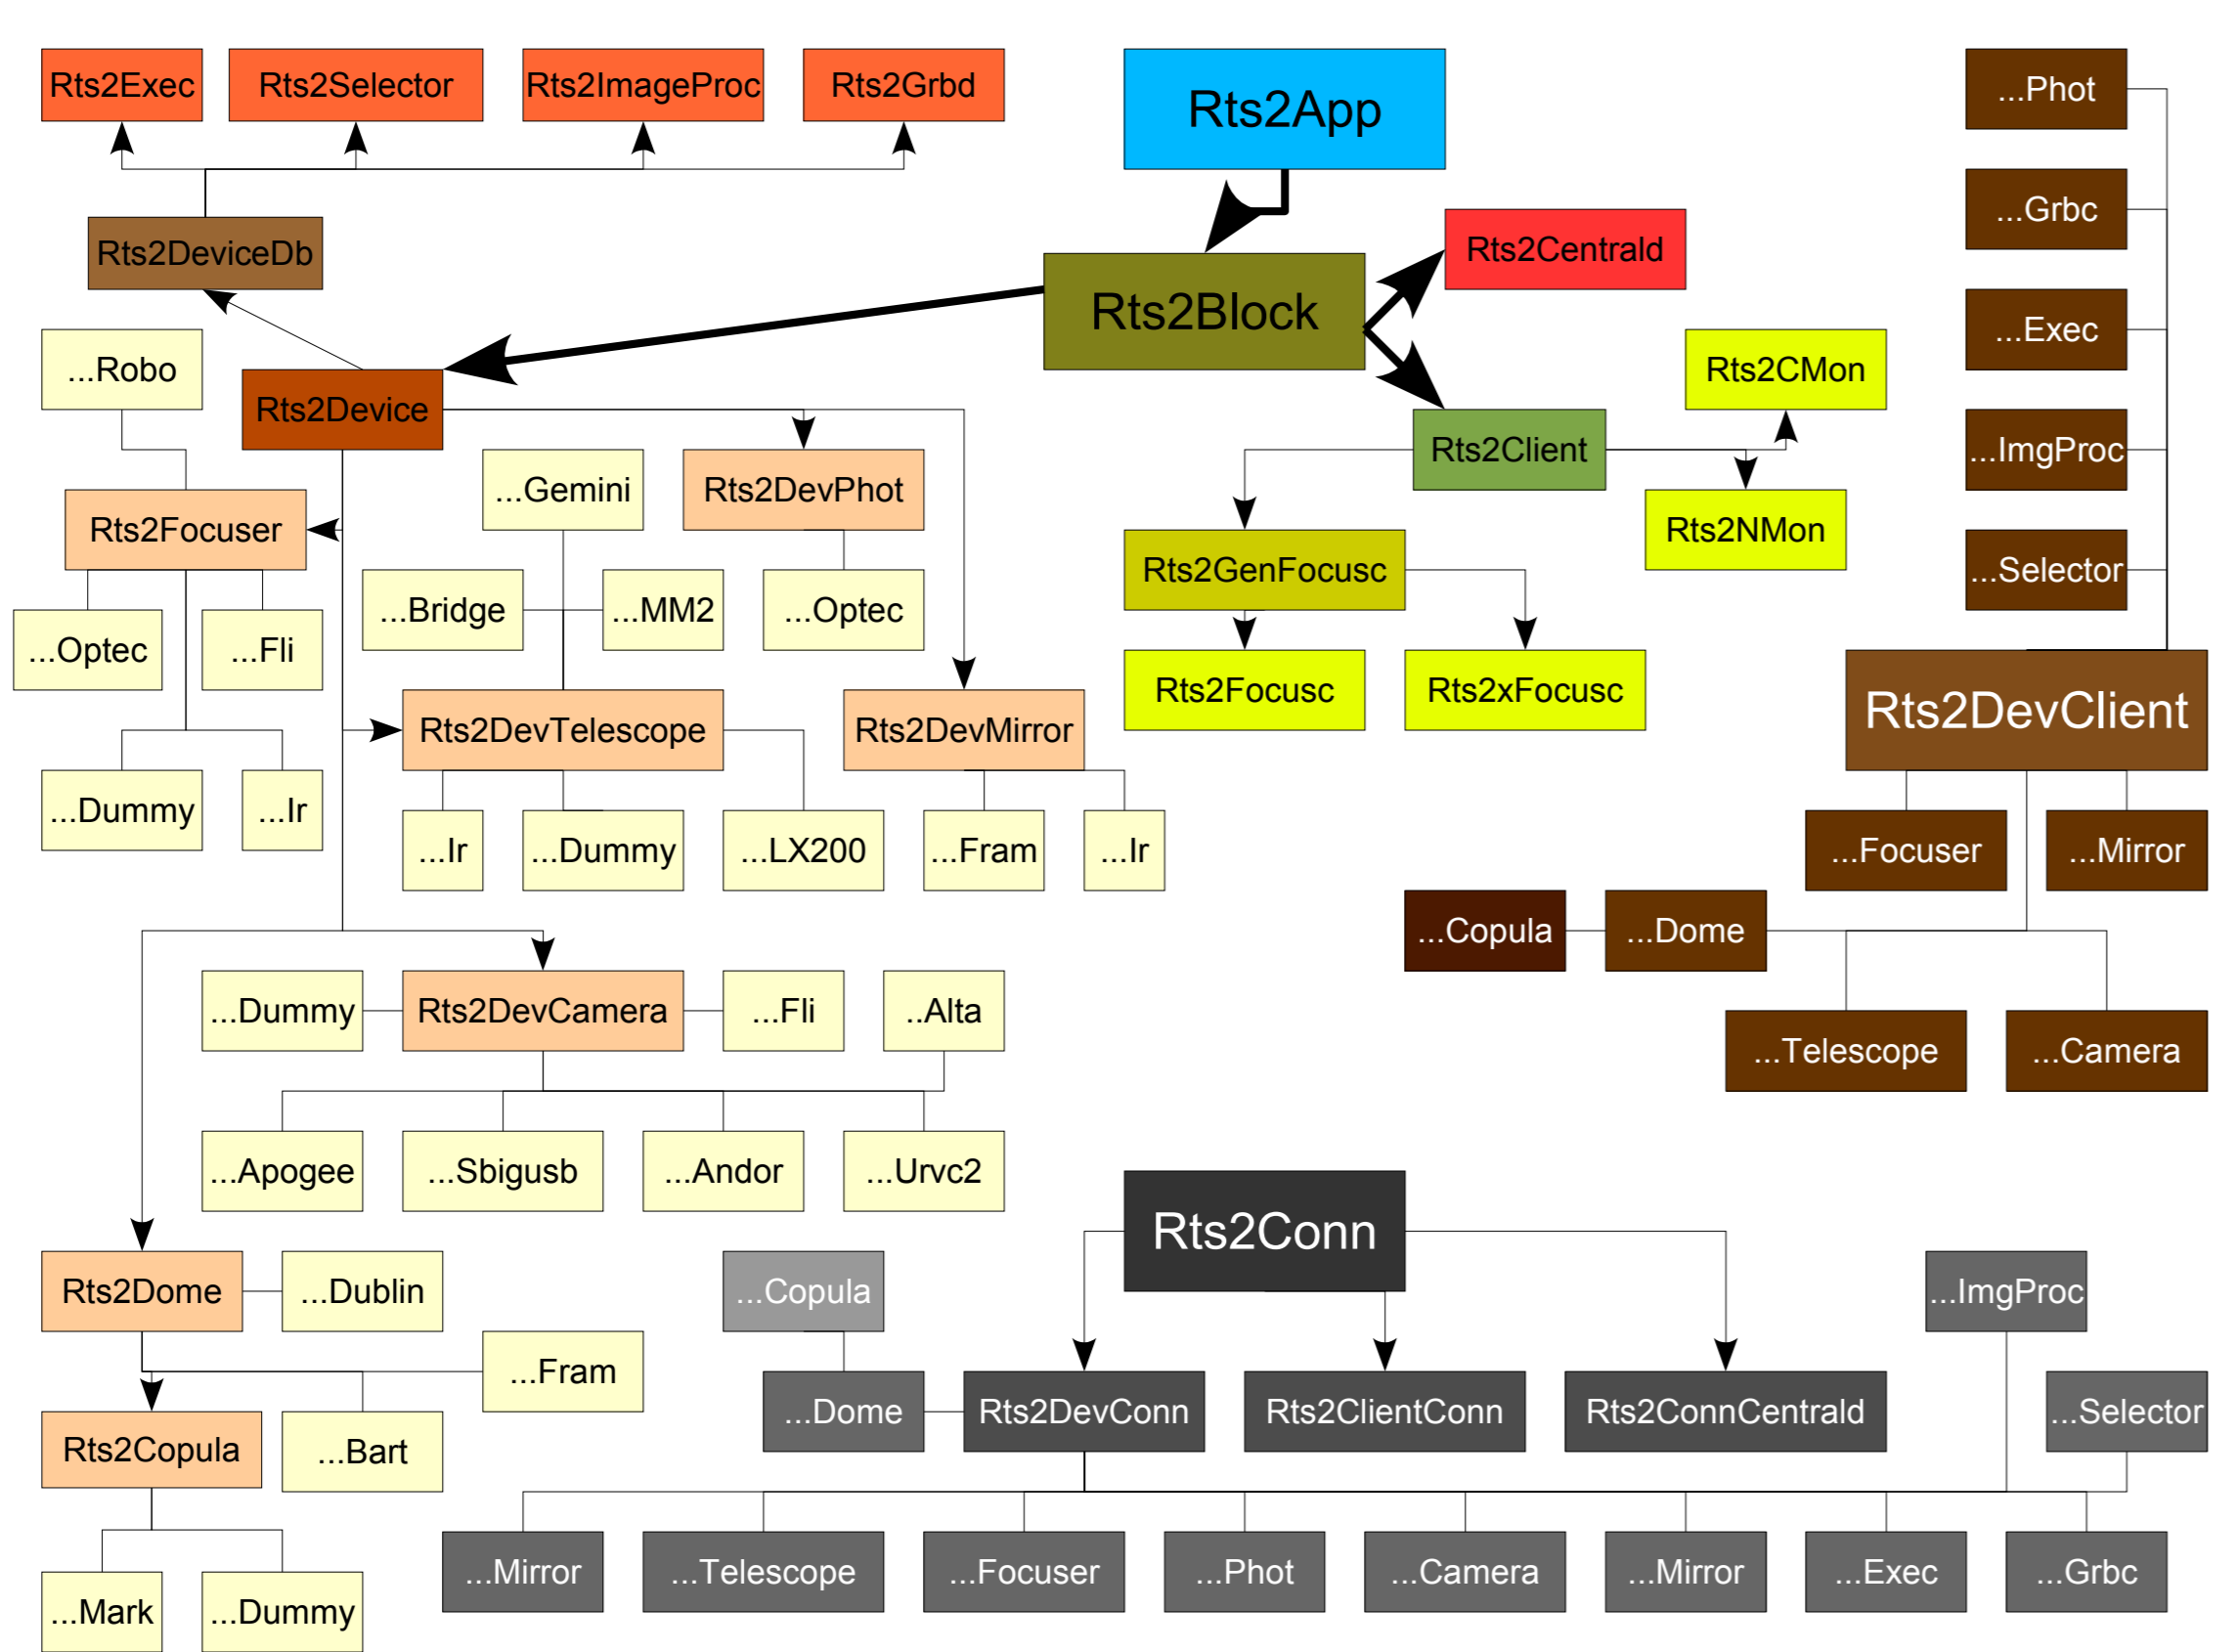 Rts2Exec
Rts2Selector
Rts2ImageProc
Rts2Grbd
Rts2App
...Phot
...Grbc
Rts2DeviceDb
Rts2Centrald
Rts2Block
...Exec
...Robo
Rts2CMon
Rts2Device
Rts2Client
...ImgProc
...Gemini
Rts2DevPhot
Rts2Focuser
Rts2NMon
Rts2GenFocusc
...Selector
...Bridge
...MM2
...Optec
...Optec
...Fli
Rts2Focusc
Rts2xFocusc
Rts2DevClient
Rts2DevTelescope
Rts2DevMirror
...Dummy
...Ir
...Ir
...Dummy
...LX200
...Fram
...Ir
...Focuser
...Mirror
...Copula
...Dome
...Dummy
Rts2DevCamera
...Fli
..Alta
...Telescope
...Camera
...Apogee
...Sbigusb
...Andor
...Urvc2
Rts2Conn
Rts2Dome
...Dublin
...Copula
...ImgProc
...Fram
...Dome
Rts2DevConn
Rts2ClientConn
Rts2ConnCentrald
...Selector
Rts2Copula
...Bart
...Mirror
...Telescope
...Focuser
...Phot
...Camera
...Mirror
...Exec
...Grbc
...Mark
...Dummy